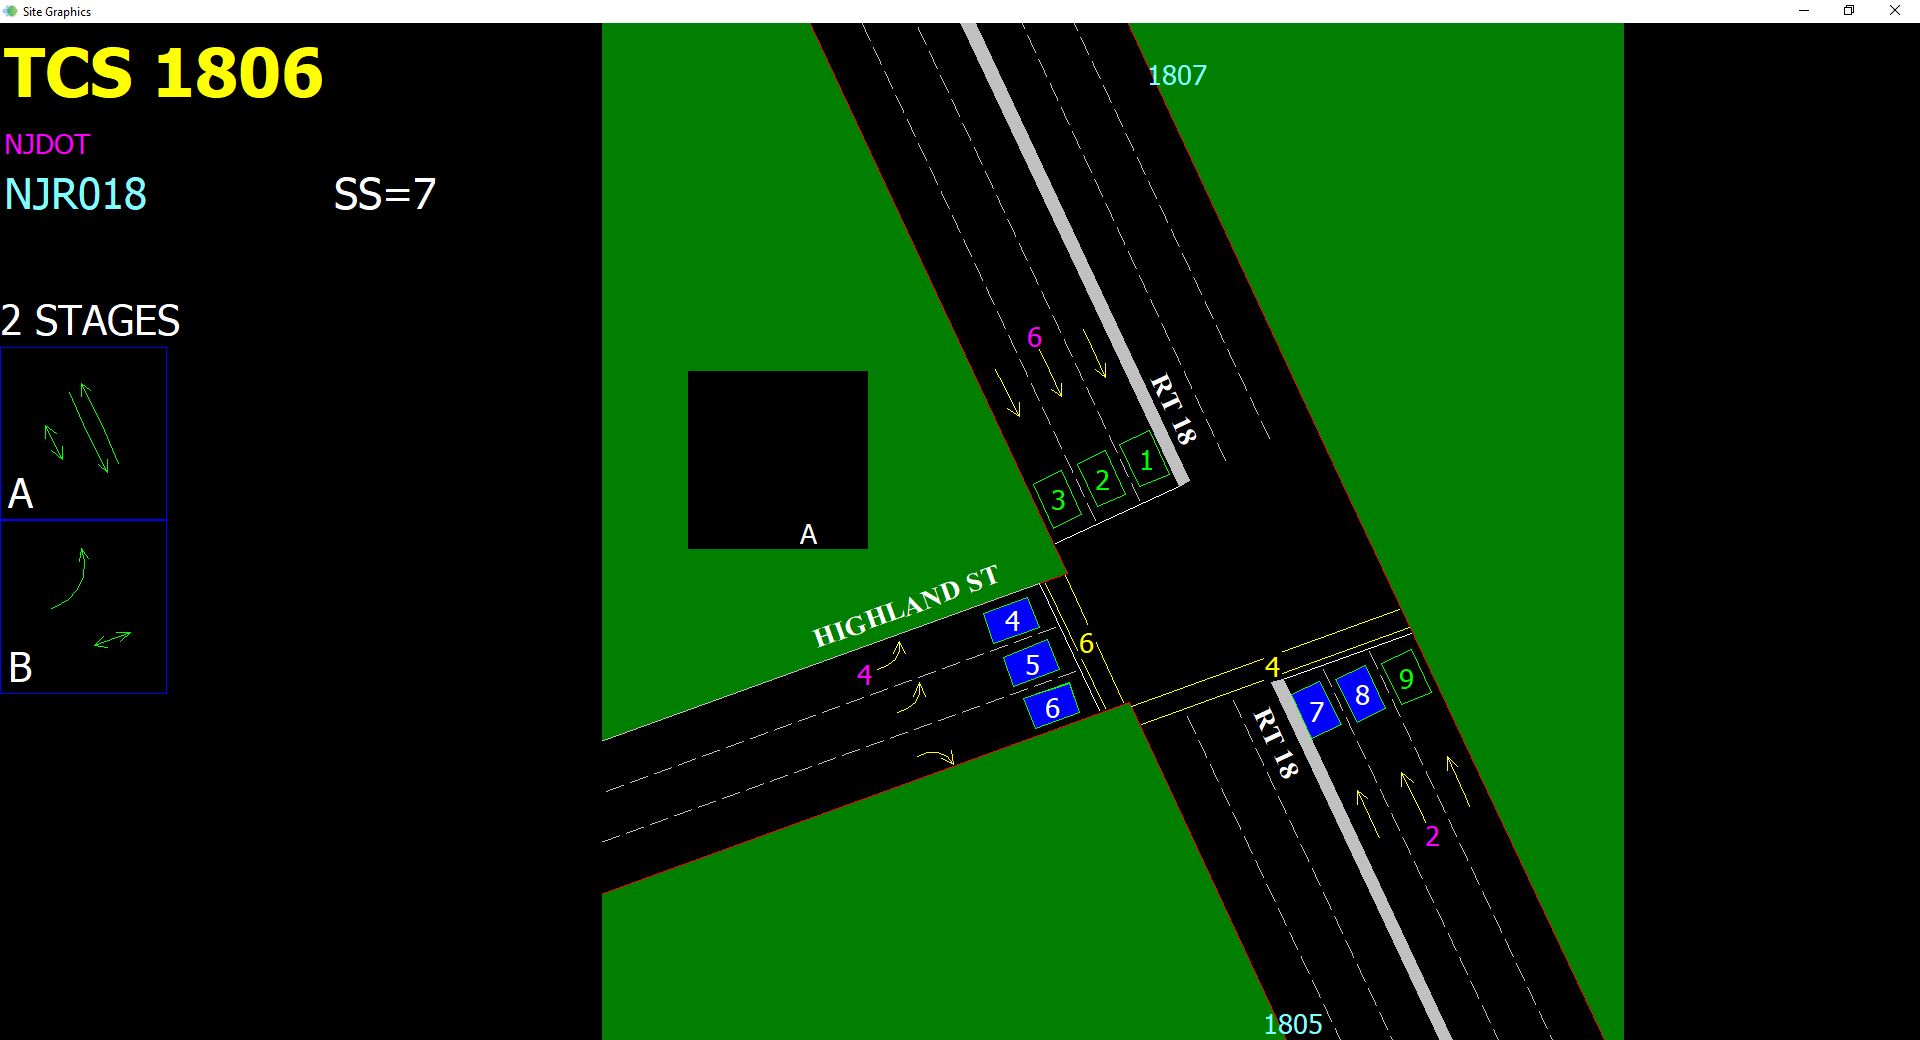 Site Graphics
TCS 1806
NJDOT
NJR018 SS=7
2 STAGES
A
B
1807
6
RT 18
1
2
3
A
HIGHLAND ST
4
5
6
4
6
4
7
8
9
RT 18
2
1805